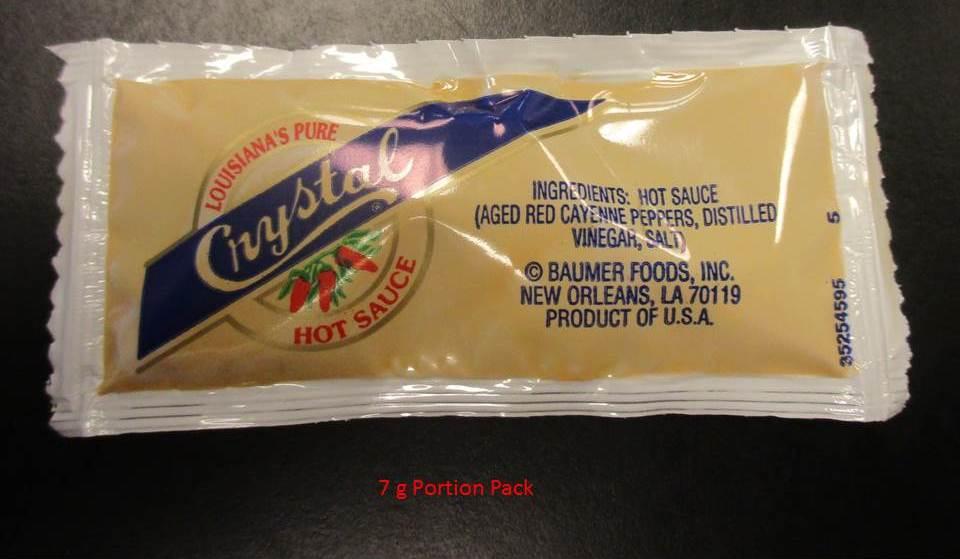 LOUISIANA'S PURE
Crystal
®
HOT SAUCE
INGREDIENTS: HOT SAUCE
(AGED RED CAYENNE PEPPERS, DISTILLED
VINEGAR, SALT)
© BAUMER FOODS, INC.
NEW ORLEANS, LA 70119
PRODUCT OF U.S.A.
35254595 5
7 g Portion Pack